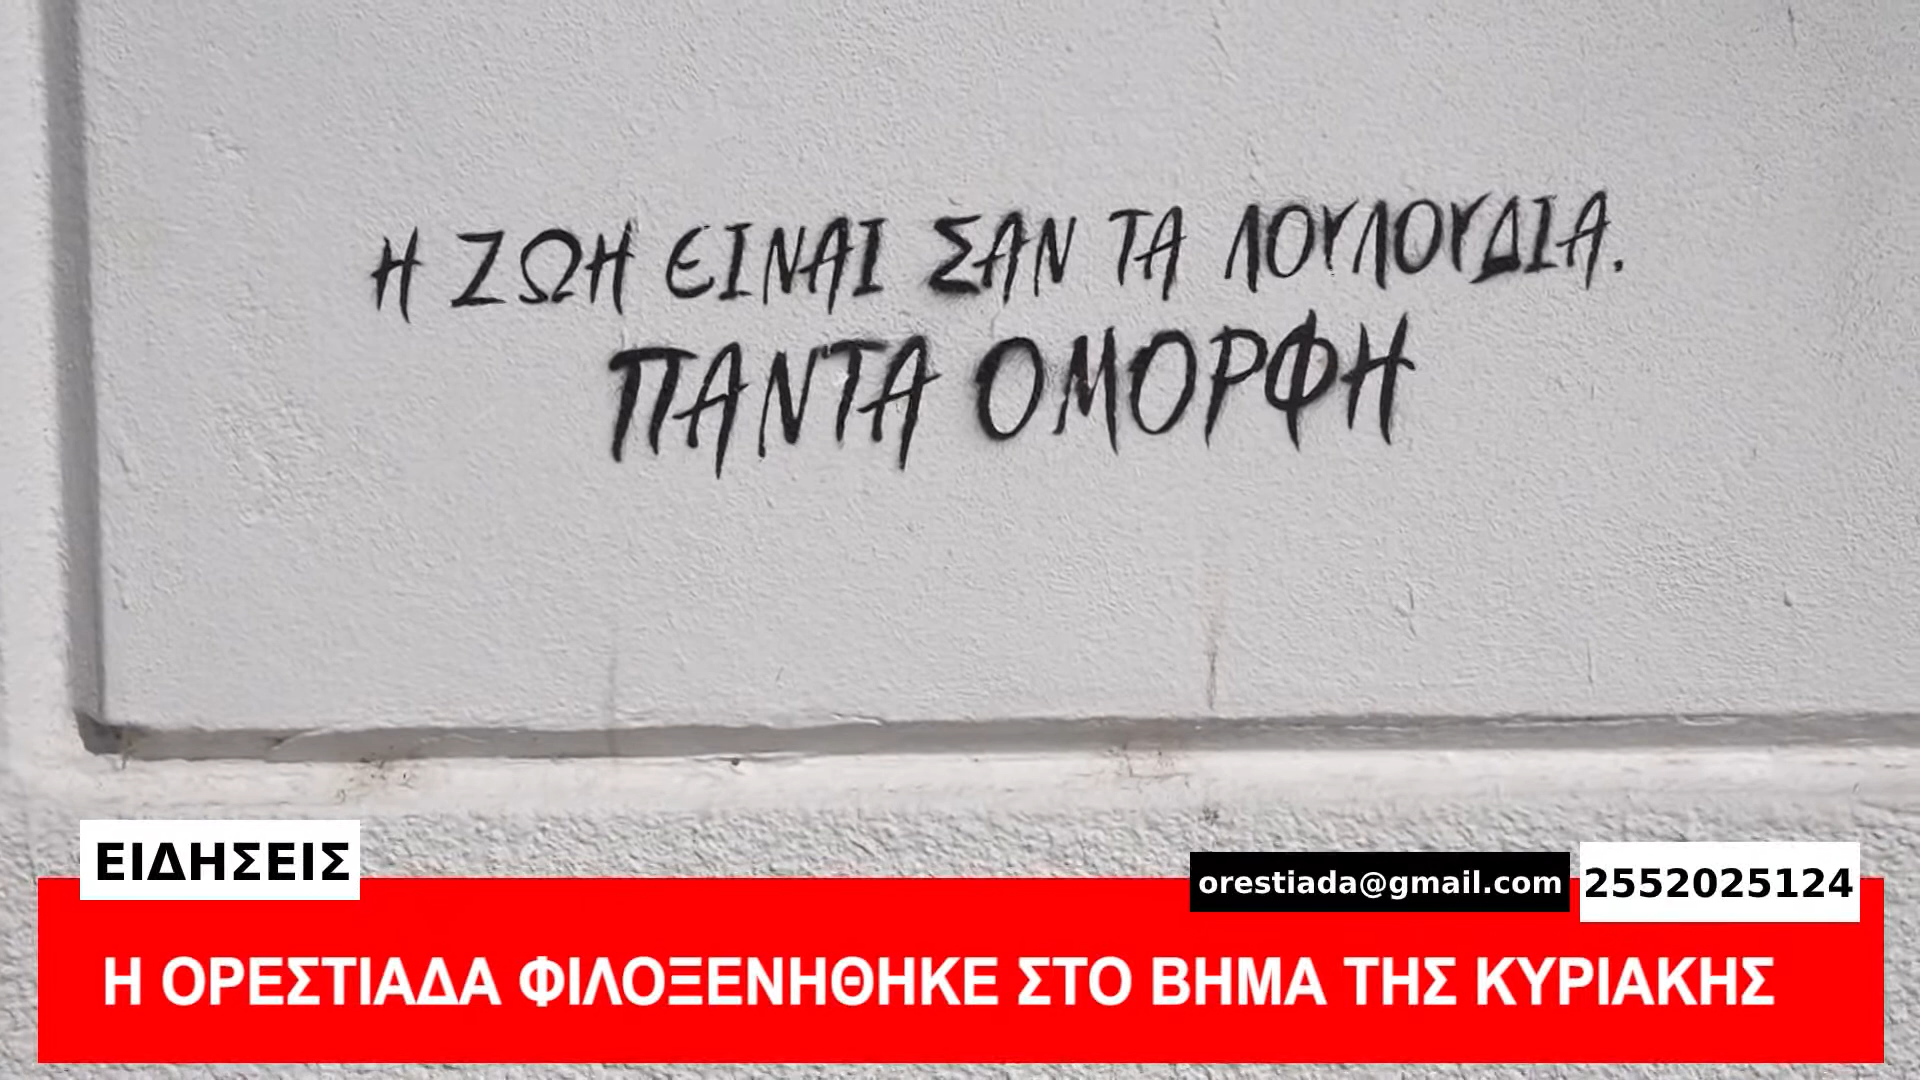 Η ΖΩΗ ΕΙΝΑΙ ΣΑΝ ΤΑ ΛΟΥΛΟΥΔΙΑ.
ΠΑΝΤΑ ΟΜΟΡΦΗ
ΕΙΔΗΣΕΙΣ
orestiada@gmail.com 2552025124
Η ΟΡΕΣΤΙΑΔΑ ΦΙΛΟΞΕΝΗΘΗΚΕ ΣΤΟ ΒΗΜΑ ΤΗΣ ΚΥΡΙΑΚΗΣ